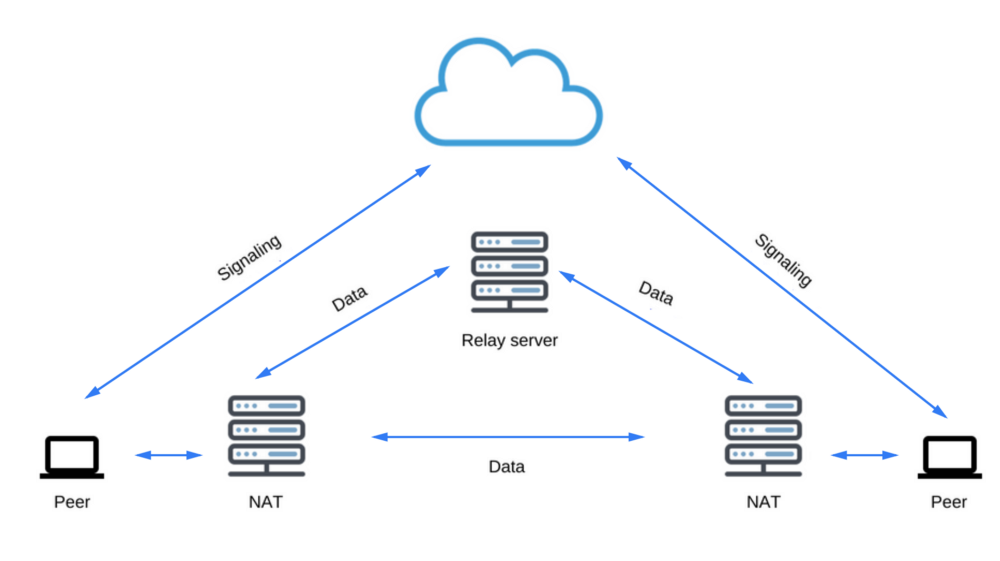 Signaling
Signaling
Data
Data
Relay server
Data
Peer
NAT
NAT
Peer